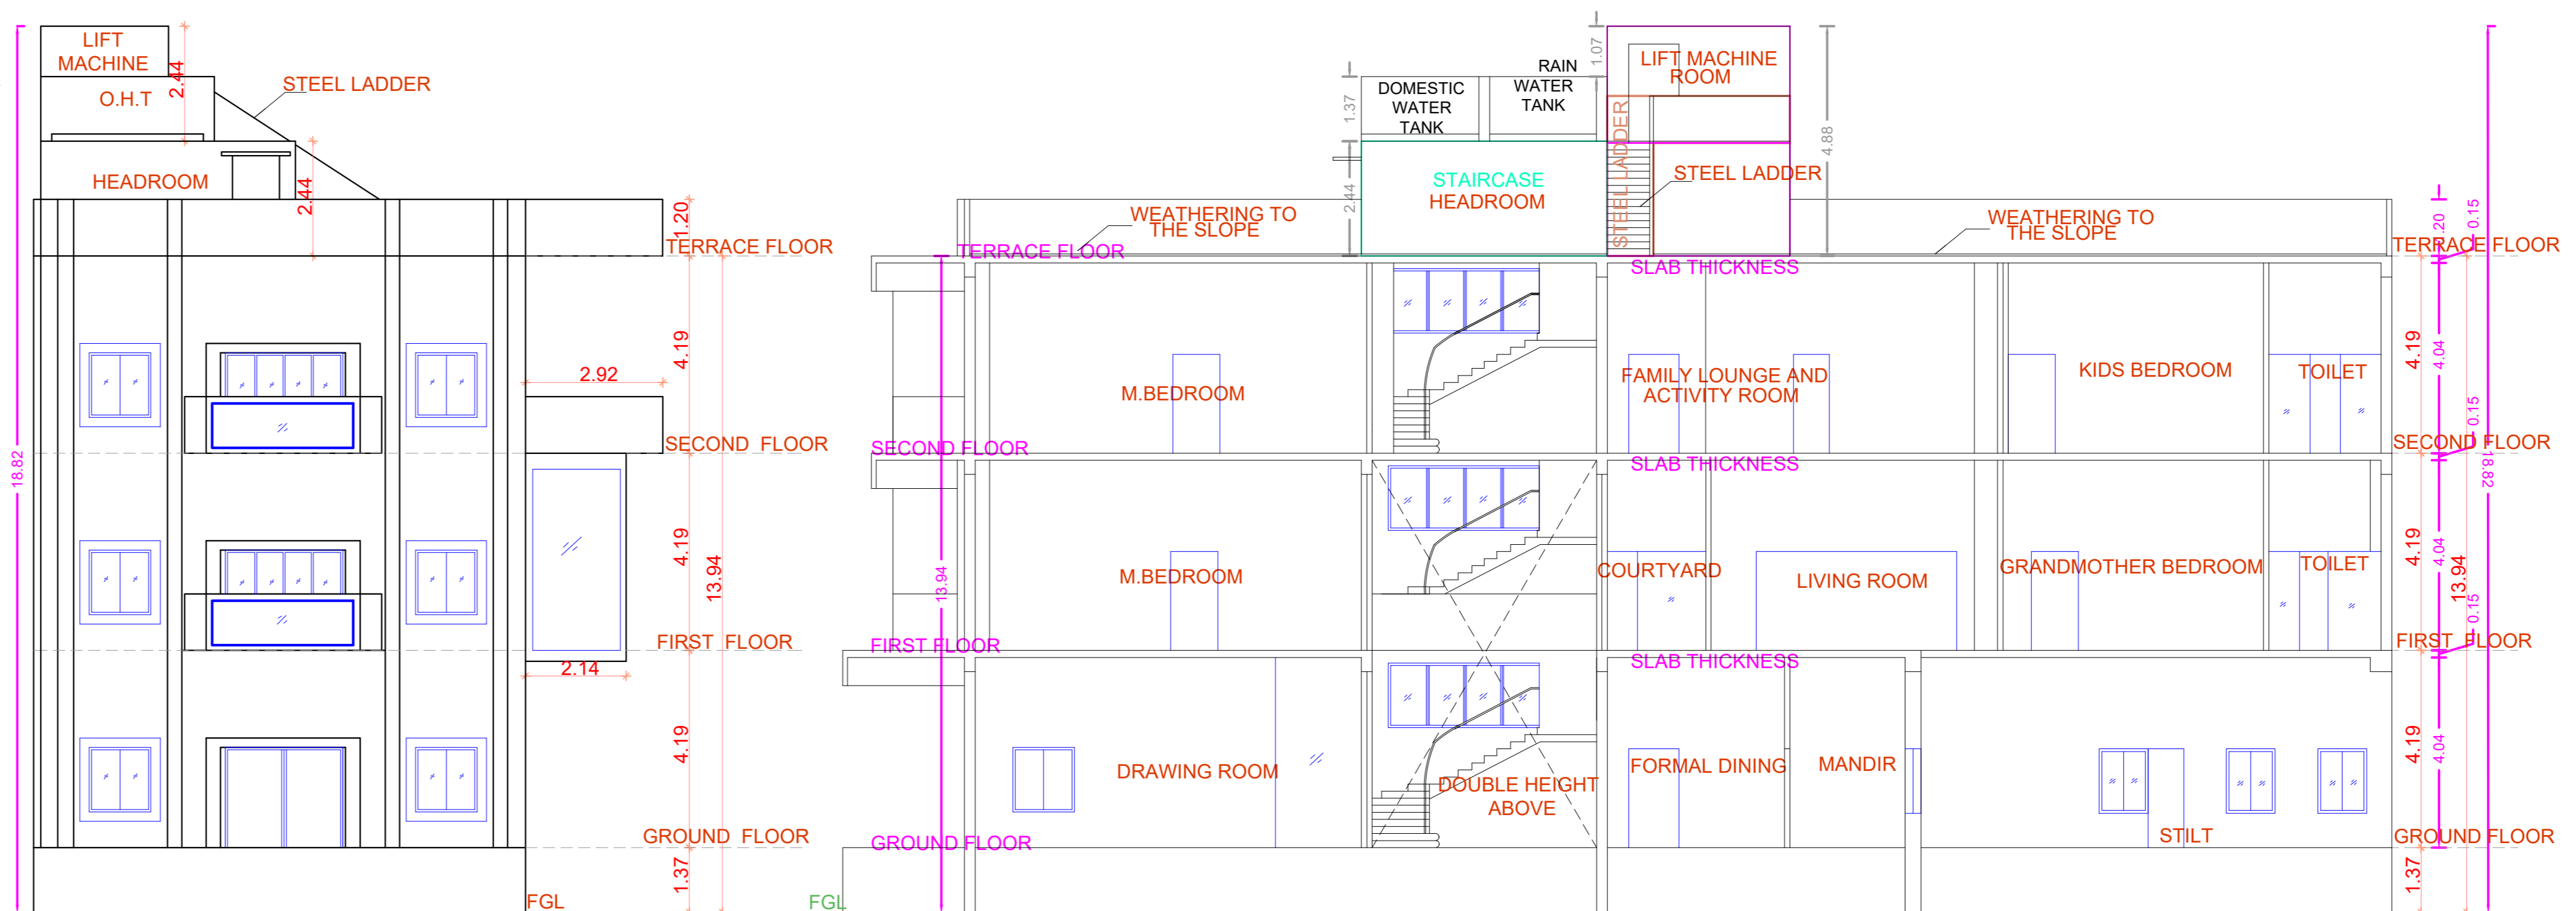 LIFT
MACHINE
2.44
O.H.T
STEEL LADDER
HEADROOM
2.44
1.20
TERRACE FLOOR
4.19
2.92
SECOND FLOOR
18.82
4.19
13.94
FIRST FLOOR
2.14
4.19
GROUND FLOOR
1.37
FGL
1.07
LIFT MACHINE
ROOM
RAIN
WATER
TANK
DOMESTIC
WATER
TANK
1.37
STEEL LADDER
4.88
STAIRCASE
HEADROOM
2.44
STEEL LADDER
WEATHERING TO
THE SLOPE
WEATHERING TO
THE SLOPE
1.20
0.15
TERRACE FLOOR
TERRACE FLOOR
SLAB THICKNESS
M.BEDROOM
FAMILY LOUNGE AND
ACTIVITY ROOM
KIDS BEDROOM
TOILET
4.19
4.04
0.15
SECOND FLOOR
SECOND FLOOR
SLAB THICKNESS
18.82
13.94
M.BEDROOM
COURTYARD
LIVING ROOM
GRANDMOTHER BEDROOM
TOILET
4.19
4.04
13.94
0.15
FIRST FLOOR
FIRST FLOOR
SLAB THICKNESS
DRAWING ROOM
DOUBLE HEIGHT
ABOVE
FORMAL DINING
MANDIR
STILT
4.19
4.04
GROUND FLOOR
GROUND FLOOR
1.37
FGL